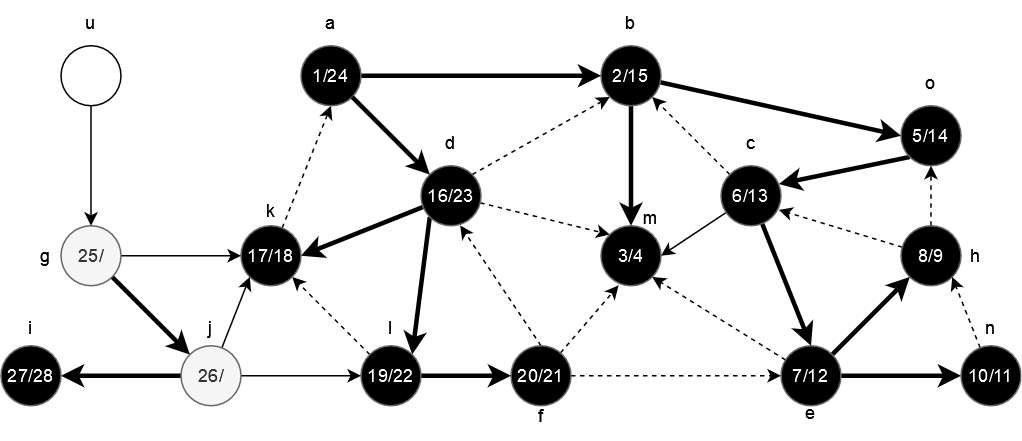 u
a
b
1/24
2/15
o
5/14
d
c
16/23
6/13
k
m
g
25/
17/18
3/4
8/9
h
i
j
l
n
27/28
26/
19/22
20/21
7/12
10/11
f
e